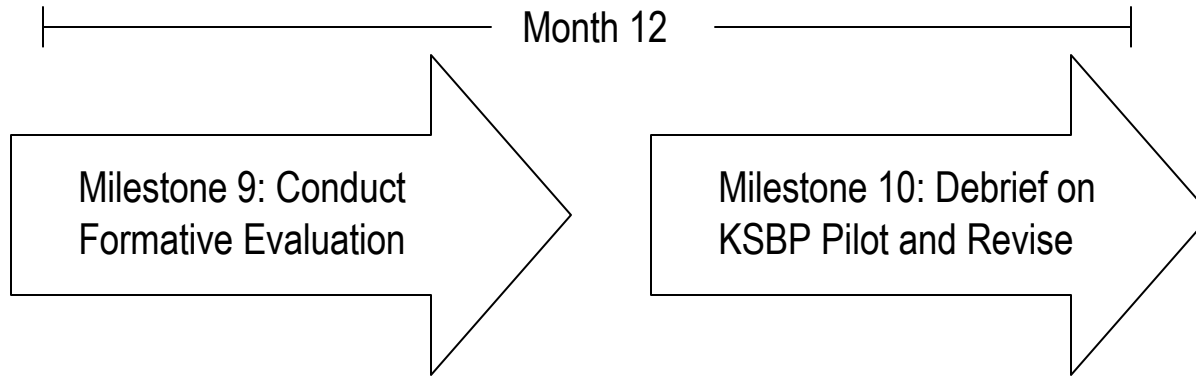 Month 12
Milestone 9: Conduct
Formative Evaluation
Milestone 10: Debrief on
KSBP Pilot and Revise